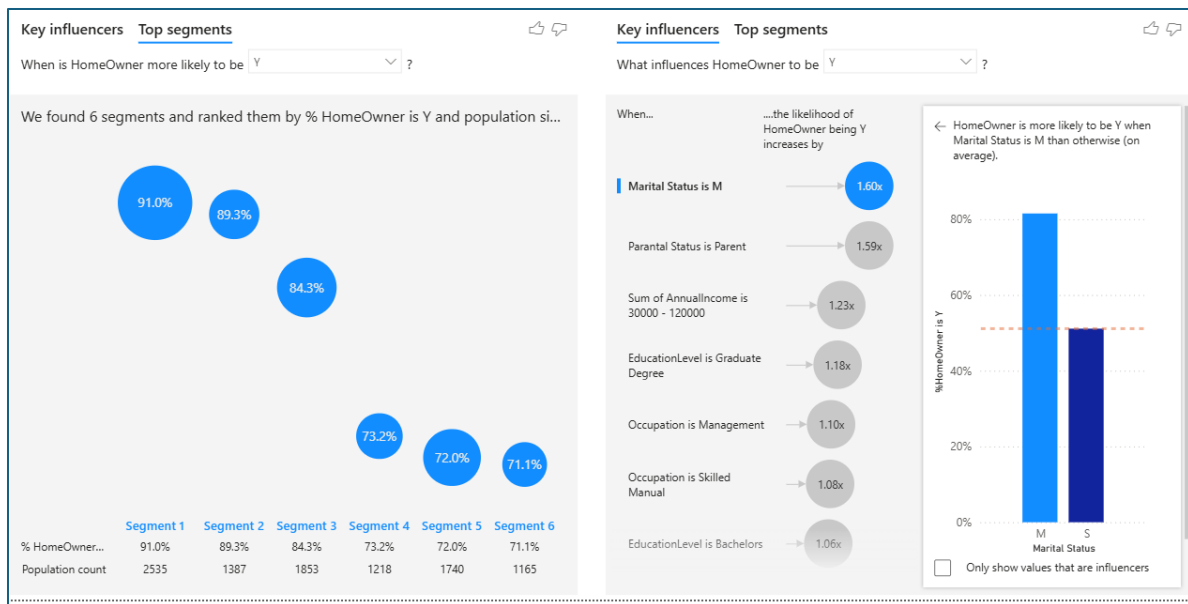 Key influencers Top segments
When is HomeOwner more likely to be Y ?
We found 6 segments and ranked them by % HomeOwner is Y and population si...
91.0%
89.3%
84.3%
73.2%
72.0%
71.1%
Segment 1 Segment 2 Segment 3 Segment 4 Segment 5 Segment 6
% HomeOwner... 91.0% 89.3% 84.3% 73.2% 72.0% 71.1%
Population count 2535 1387 1853 1218 1740 1165
Key influencers Top segments
What influences HomeOwner to be Y ?
When...
....the likelihood of
HomeOwner being Y
increases by
Marital Status is M 1.60x
Parantal Status is Parent 1.59x
Sum of AnnualIncome is
30000 - 120000
1.23x
EducationLevel is Graduate
Degree
1.18x
Occupation is Management 1.10x
Occupation is Skilled
Manual
1.08x
EducationLevel is Bachelors 1.06x
HomeOwner is more likely to be Y when
Marital Status is M than otherwise (on
average).
%HomeOwner is Y
80%
60%
40%
20%
0%
M S
Marital Status
Only show values that are influencers